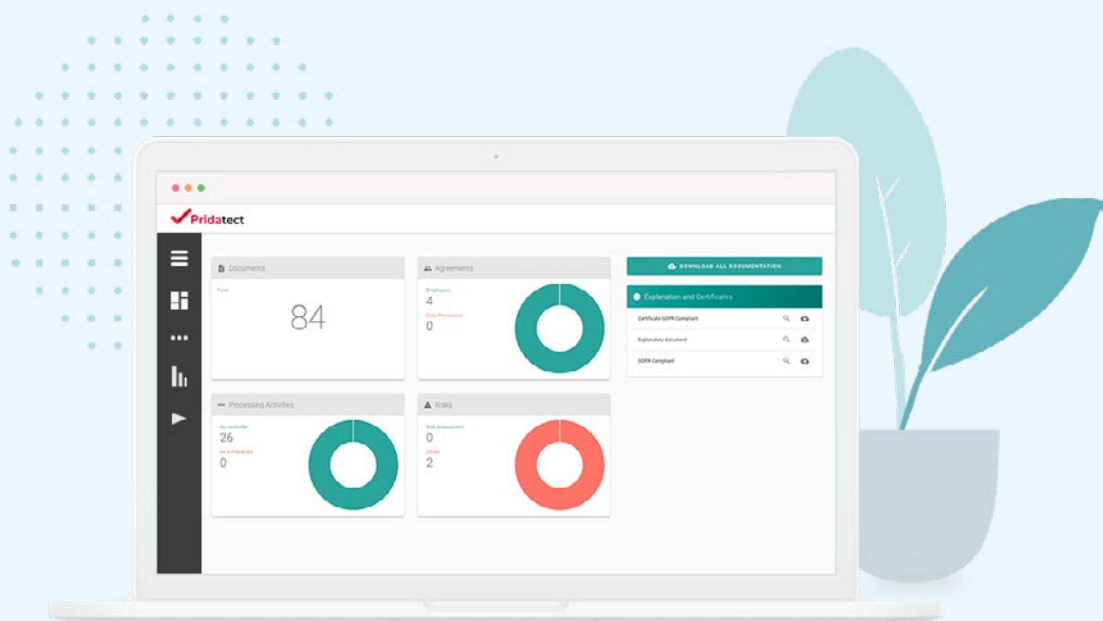 Pridatect
Documents
Total
84
Agreements
Employees
4
Data Processors
0
DOWNLOAD ALL DOCUMENTATION
Explanation and Certificates
Certificate GDPR Compliant
Explanatory document
GDPR Compliant
Processing Activities
As controller
26
As a Processor
0
Risks
Risk assessment
0
DPIAs
2